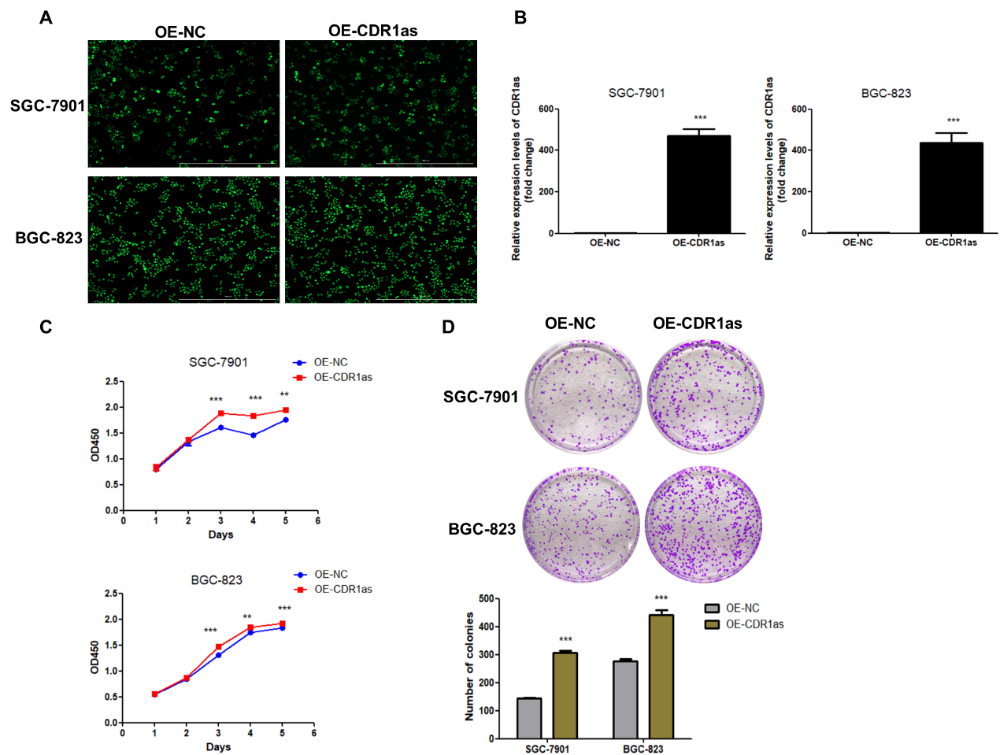 A
OE-NC
OE-CDR1as
SGC-7901
BGC-823
B
SGC-7901
Relative expression levels of CDR1as
(fold change)
600
400
200
0
***
OE-NC
OE-CDR1as
BGC-823
Relative expression levels of CDR1as
(fold change)
600
400
200
0
***
OE-NC
OE-CDR1as
C
SGC-7901
OE-NC
OE-CDR1as
OD450
2.5
2.0
1.5
1.0
0.5
0.0
***
***
**
0 1 2 3 4 5 6
Days
BGC-823
OE-NC
OE-CDR1as
OD450
2.5
2.0
1.5
1.0
0.5
0.0
***
**
***
0 1 2 3 4 5 6
Days
D
OE-NC
OE-CDR1as
SGC-7901
BGC-823
Number of colonies
500
400
300
200
100
0
***
***
OE-NC
OE-CDR1as
SGC-7901
BGC-823